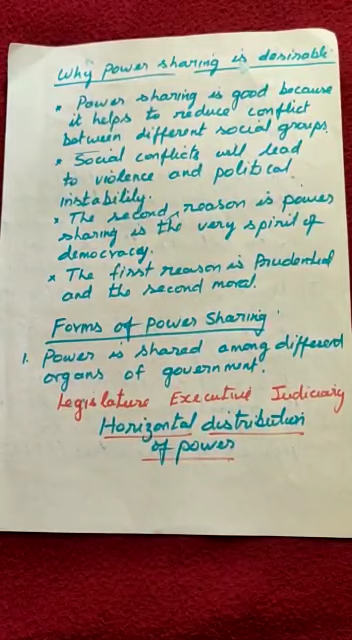 Why power sharing is desirable
* Power sharing is good because
it helps to reduce conflict
between different social groups.
* Social conflicts will lead
to violence and political
instability.
* The second reason is power
sharing is the very spirit of
democracy.
* The first reason is Prudential
and the second moral.
Forms of Power Sharing
1. Power is shared among different
organs of government.
Legislature Executive Judiciary
Horizontal distribution
of power